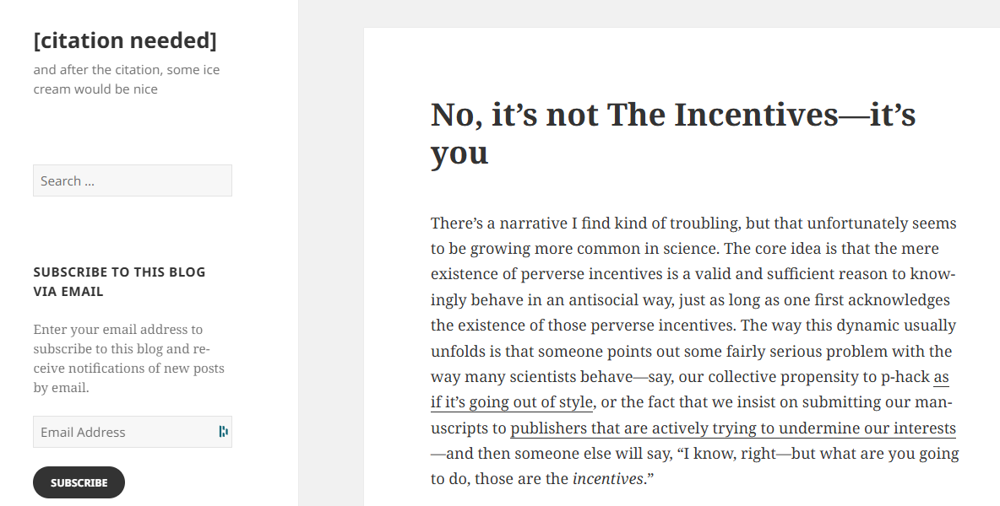 [citation needed]
and after the citation, some ice
cream would be nice
Search ...
SUBSCRIBE TO THIS BLOG
VIA EMAIL
Enter your email address to
subscribe to this blog and re-
ceive notifications of new posts
by email.
Email Address
SUBSCRIBE
No, it’s not The Incentives—it’s
you
There’s a narrative I find kind of troubling, but that unfortunately seems
to be growing more common in science. The core idea is that the mere
existence of perverse incentives is a valid and sufficient reason to know-
ingly behave in an antisocial way, just as long as one first acknowledges
the existence of those perverse incentives. The way this dynamic usually
unfolds is that someone points out some fairly serious problem with the
way many scientists behave—say, our collective propensity to p-hack as
if it’s going out of style, or the fact that we insist on submitting our man-
uscripts to publishers that are actively trying to undermine our interests
—and then someone else will say, “I know, right—but what are you going
to do, those are the incentives.”